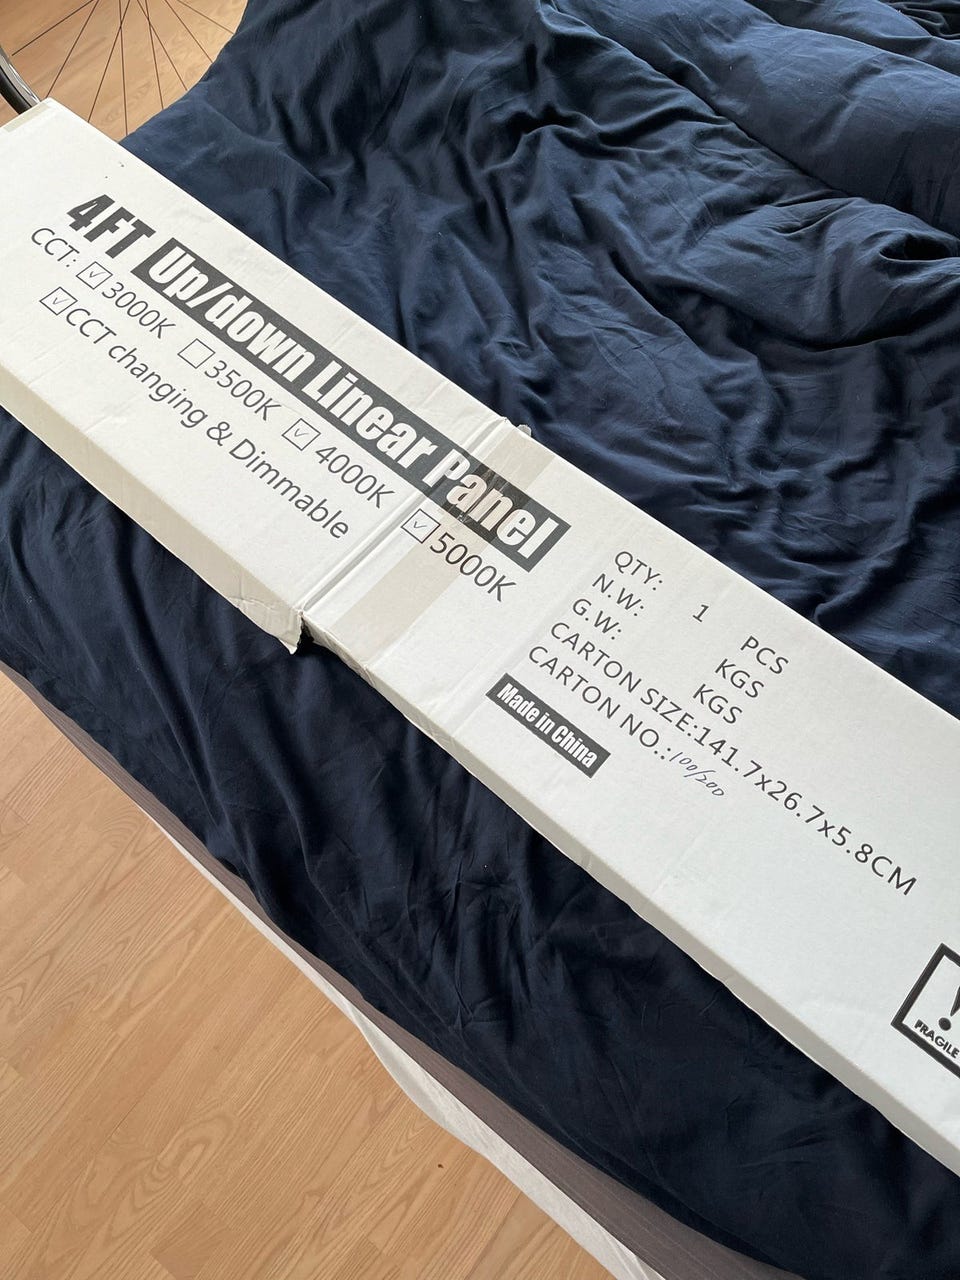 4FT Up/down Linear Panel
CCT: ☑3000K ☐3500K ☑4000K ☑5000K
☑CCT changing & Dimmable
QTY: 1 PCS
N.W: KGS
G.W: KGS
CARTON SIZE:141.7x26.7x5.8CM
CARTON NO.:100/200
Made in China
FRAGILE